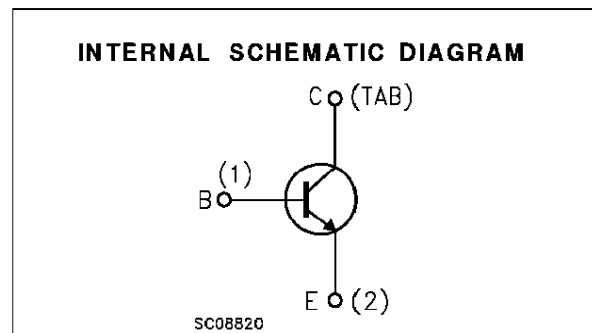 INTERNAL SCHEMATIC DIAGRAM
C (TAB)
(1)
B
E (2)
SC08820